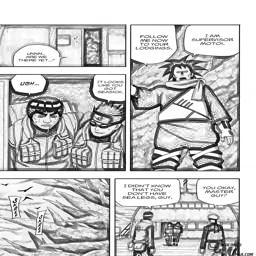 UNNH.
ARE WE
THERE YET...?
UGH...
IT LOOKS
LIKE YOU
GOT
SEASICK.
FOLLOW
ME NOW
TO YOUR
LODGINGS.
I AM
SUPERVISOR
MOTOI.
I DIDN'T KNOW
THAT YOU
DON'T HAVE
SEA LEGS, GUY.
YOU OKAY,
MASTER
GUY?